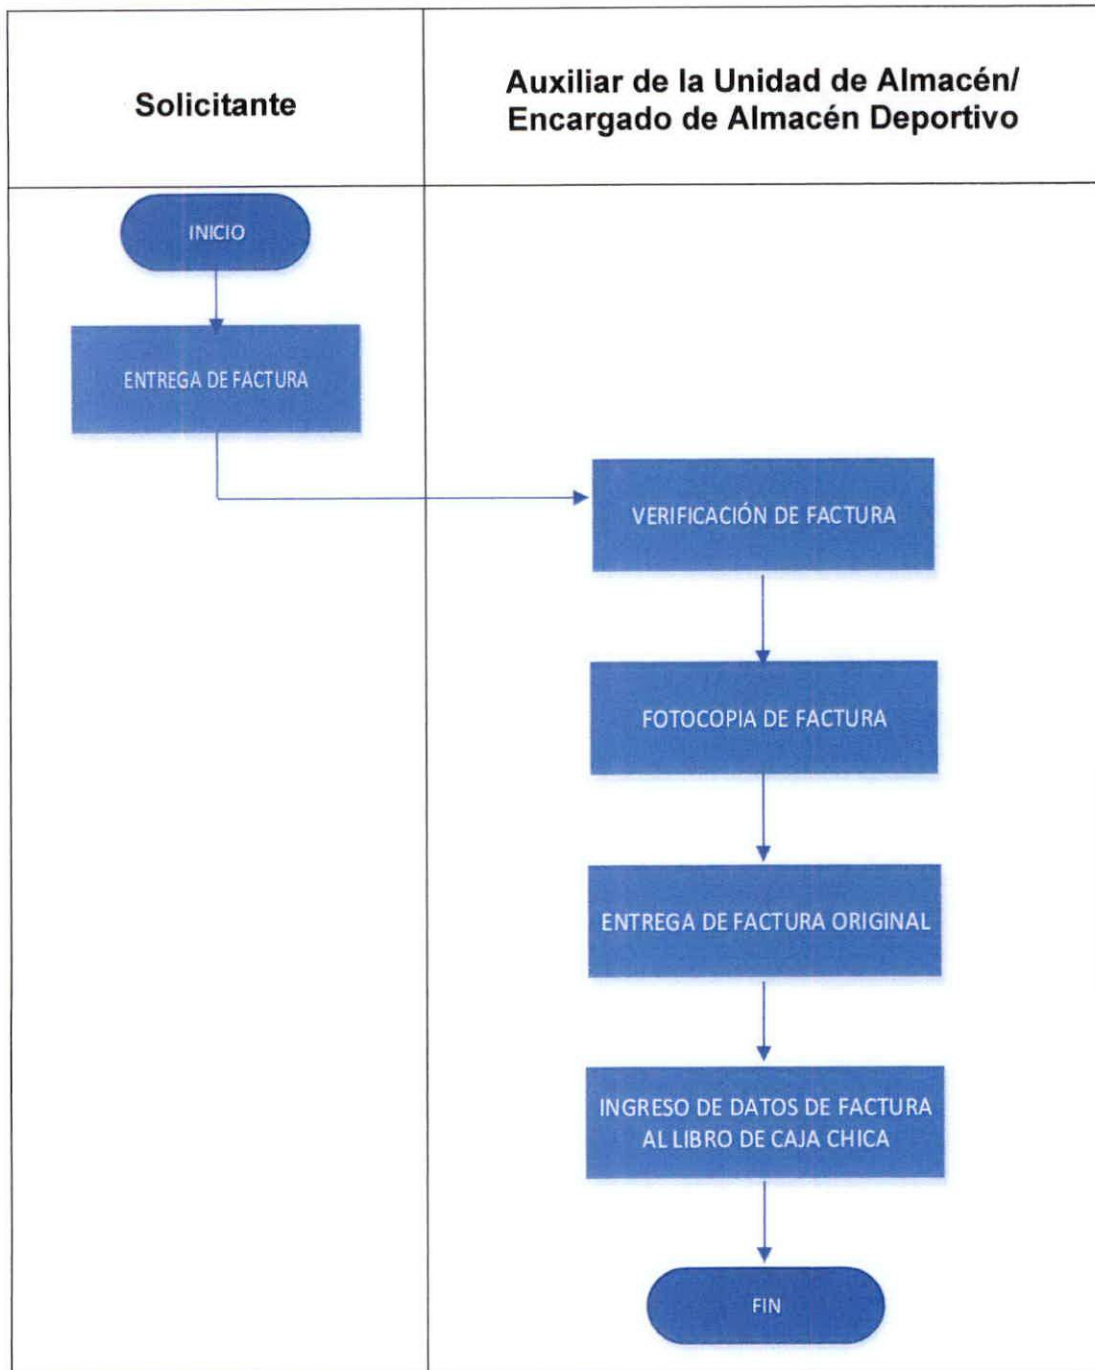 Solicitante
Auxiliar de la Unidad de Almacén/
Encargado de Almacén Deportivo
INICIO
ENTREGA DE FACTURA
VERIFICACIÓN DE FACTURA
FOTOCOPIA DE FACTURA
ENTREGA DE FACTURA ORIGINAL
INGRESO DE DATOS DE FACTURA
AL LIBRO DE CAJA CHICA
FIN